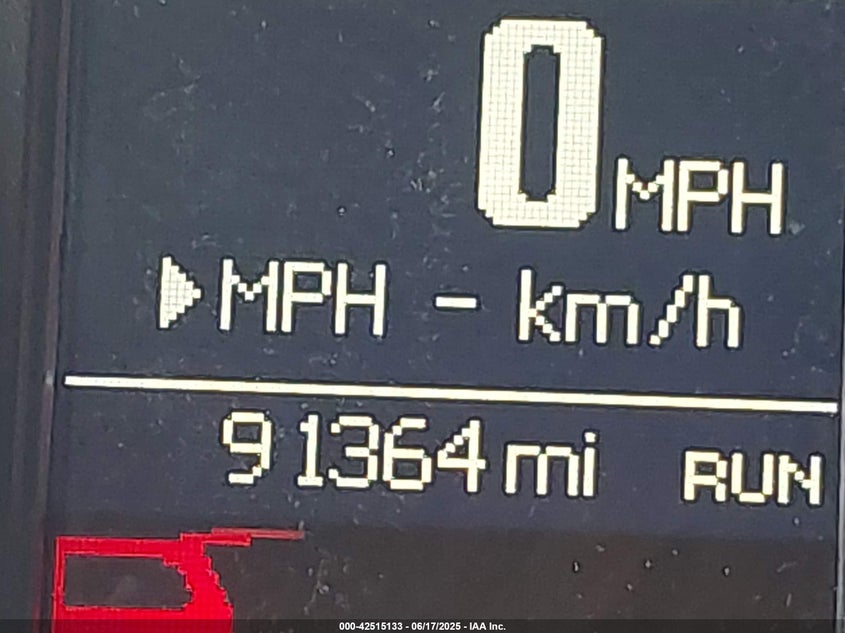 0 MPH
MPH - km/h
91364 mi RUN
000-42515133 - 06/17/2025 - IAA Inc.